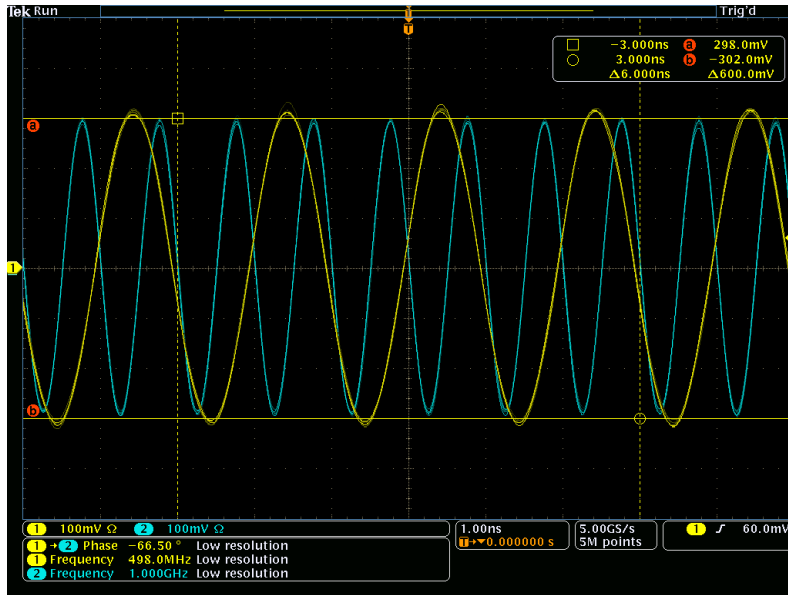 Tek Run Trig'd
T
T
−3.000ns a 298.0mV
3.000ns b −302.0mV
Δ6.000ns Δ600.0mV
a
1
b
1 100mV Ω 2 100mV Ω
1 → 2 Phase −66.50 ° Low resolution
1 Frequency 498.0MHz Low resolution
2 Frequency 1.000GHz Low resolution
1.00ns
T→▼0.000000 s
5.00GS/s
5M points
1 60.0mV